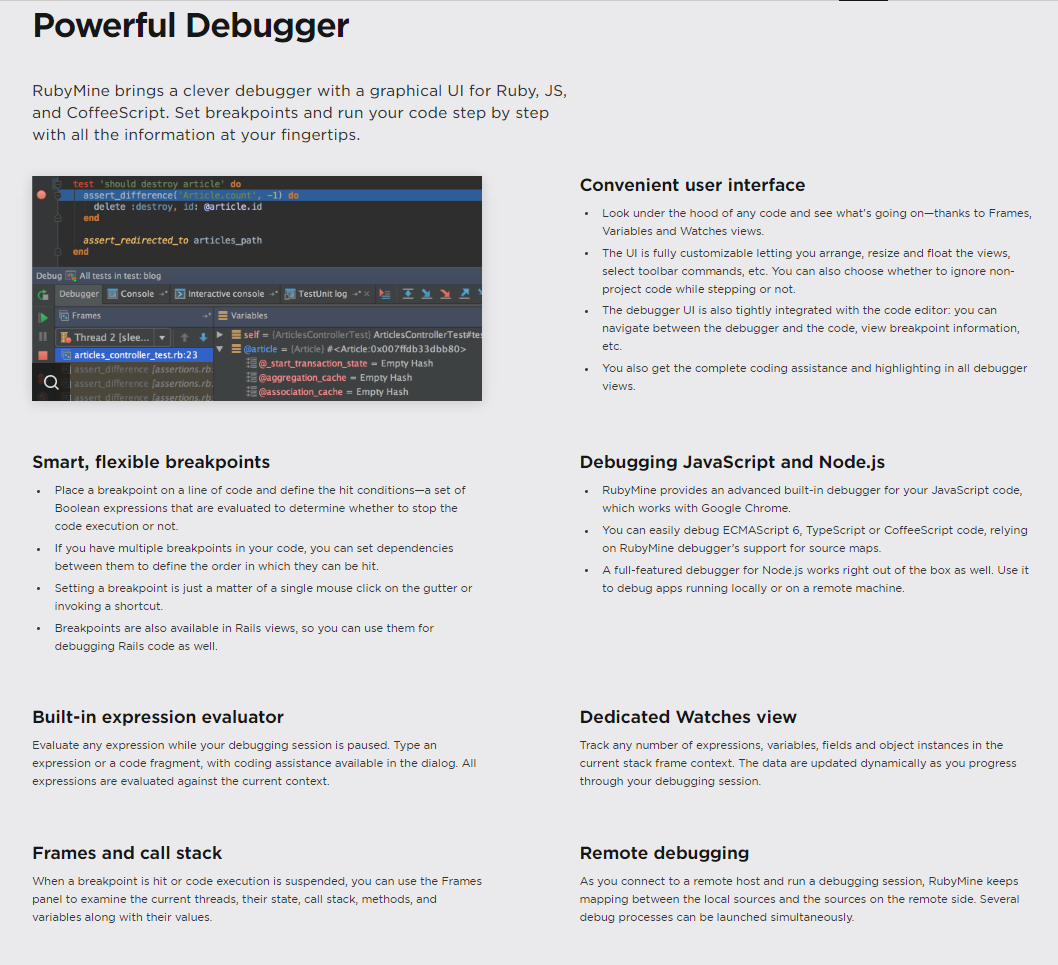 Powerful Debugger
RubyMine brings a clever debugger with a graphical UI for Ruby, JS,
and CoffeeScript. Set breakpoints and run your code step by step
with all the information at your fingertips.
test 'should destroy article' do
assert_difference('Article.count', -1) do
delete :destroy, id: @article.id
end
assert_redirected_to articles_path
end
Debug All tests in test: blog
Debugger Console Interactive console TestUnit log
Frames Variables
Thread 2 [slee...
articles_controller_test.rb:23
assert_difference [assertions.rb:
assert_difference [assertions.rb:
assert_difference [assertions.rb:
self = {ArticlesControllerTest} ArticlesControllerTest#tes
@article = {Article} #<Article:0x007ffdb33dbb80>
@_start_transaction_state = Empty Hash
@aggregation_cache = Empty Hash
@association_cache = Empty Hash
Convenient user interface
• Look under the hood of any code and see what's going on—thanks to Frames,
Variables and Watches views.
• The UI is fully customizable letting you arrange, resize and float the views,
select toolbar commands, etc. You can also choose whether to ignore non-
project code while stepping or not.
• The debugger UI is also tightly integrated with the code editor: you can
navigate between the debugger and the code, view breakpoint information,
etc.
• You also get the complete coding assistance and highlighting in all debugger
views.
Smart, flexible breakpoints
• Place a breakpoint on a line of code and define the hit conditions—a set of
Boolean expressions that are evaluated to determine whether to stop the
code execution or not.
• If you have multiple breakpoints in your code, you can set dependencies
between them to define the order in which they can be hit.
• Setting a breakpoint is just a matter of a single mouse click on the gutter or
invoking a shortcut.
• Breakpoints are also available in Rails views, so you can use them for
debugging Rails code as well.
Debugging JavaScript and Node.js
• RubyMine provides an advanced built-in debugger for your JavaScript code,
which works with Google Chrome.
• You can easily debug ECMAScript 6, TypeScript or CoffeeScript code, relying
on RubyMine debugger's support for source maps.
• A full-featured debugger for Node.js works right out of the box as well. Use it
to debug apps running locally or on a remote machine.
Built-in expression evaluator
Evaluate any expression while your debugging session is paused. Type an
expression or a code fragment, with coding assistance available in the dialog. All
expressions are evaluated against the current context.
Dedicated Watches view
Track any number of expressions, variables, fields and object instances in the
current stack frame context. The data are updated dynamically as you progress
through your debugging session.
Frames and call stack
When a breakpoint is hit or code execution is suspended, you can use the Frames
panel to examine the current threads, their state, call stack, methods, and
variables along with their values.
Remote debugging
As you connect to a remote host and run a debugging session, RubyMine keeps
mapping between the local sources and the sources on the remote side. Several
debug processes can be launched simultaneously.